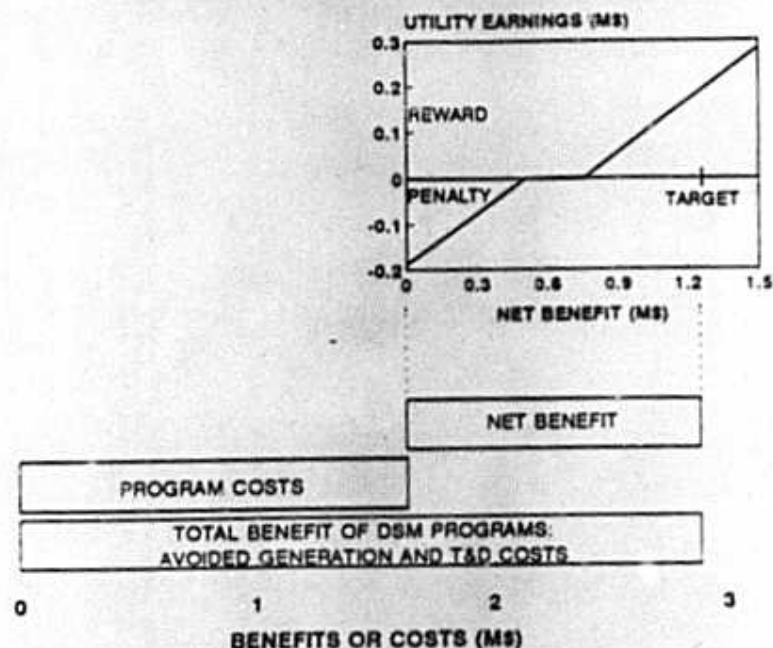 UTILITY EARNINGS (M$)
0.3
0.2
REWARD
0.1
0
PENALTY
TARGET
-0.1
-0.2
0 0.3 0.6 0.9 1.2 1.5
NET BENEFIT (M$)
NET BENEFIT
PROGRAM COSTS
TOTAL BENEFIT OF DSM PROGRAMS:
AVOIDED GENERATION AND T&D COSTS
0 1 2 3
BENEFITS OR COSTS (M$)